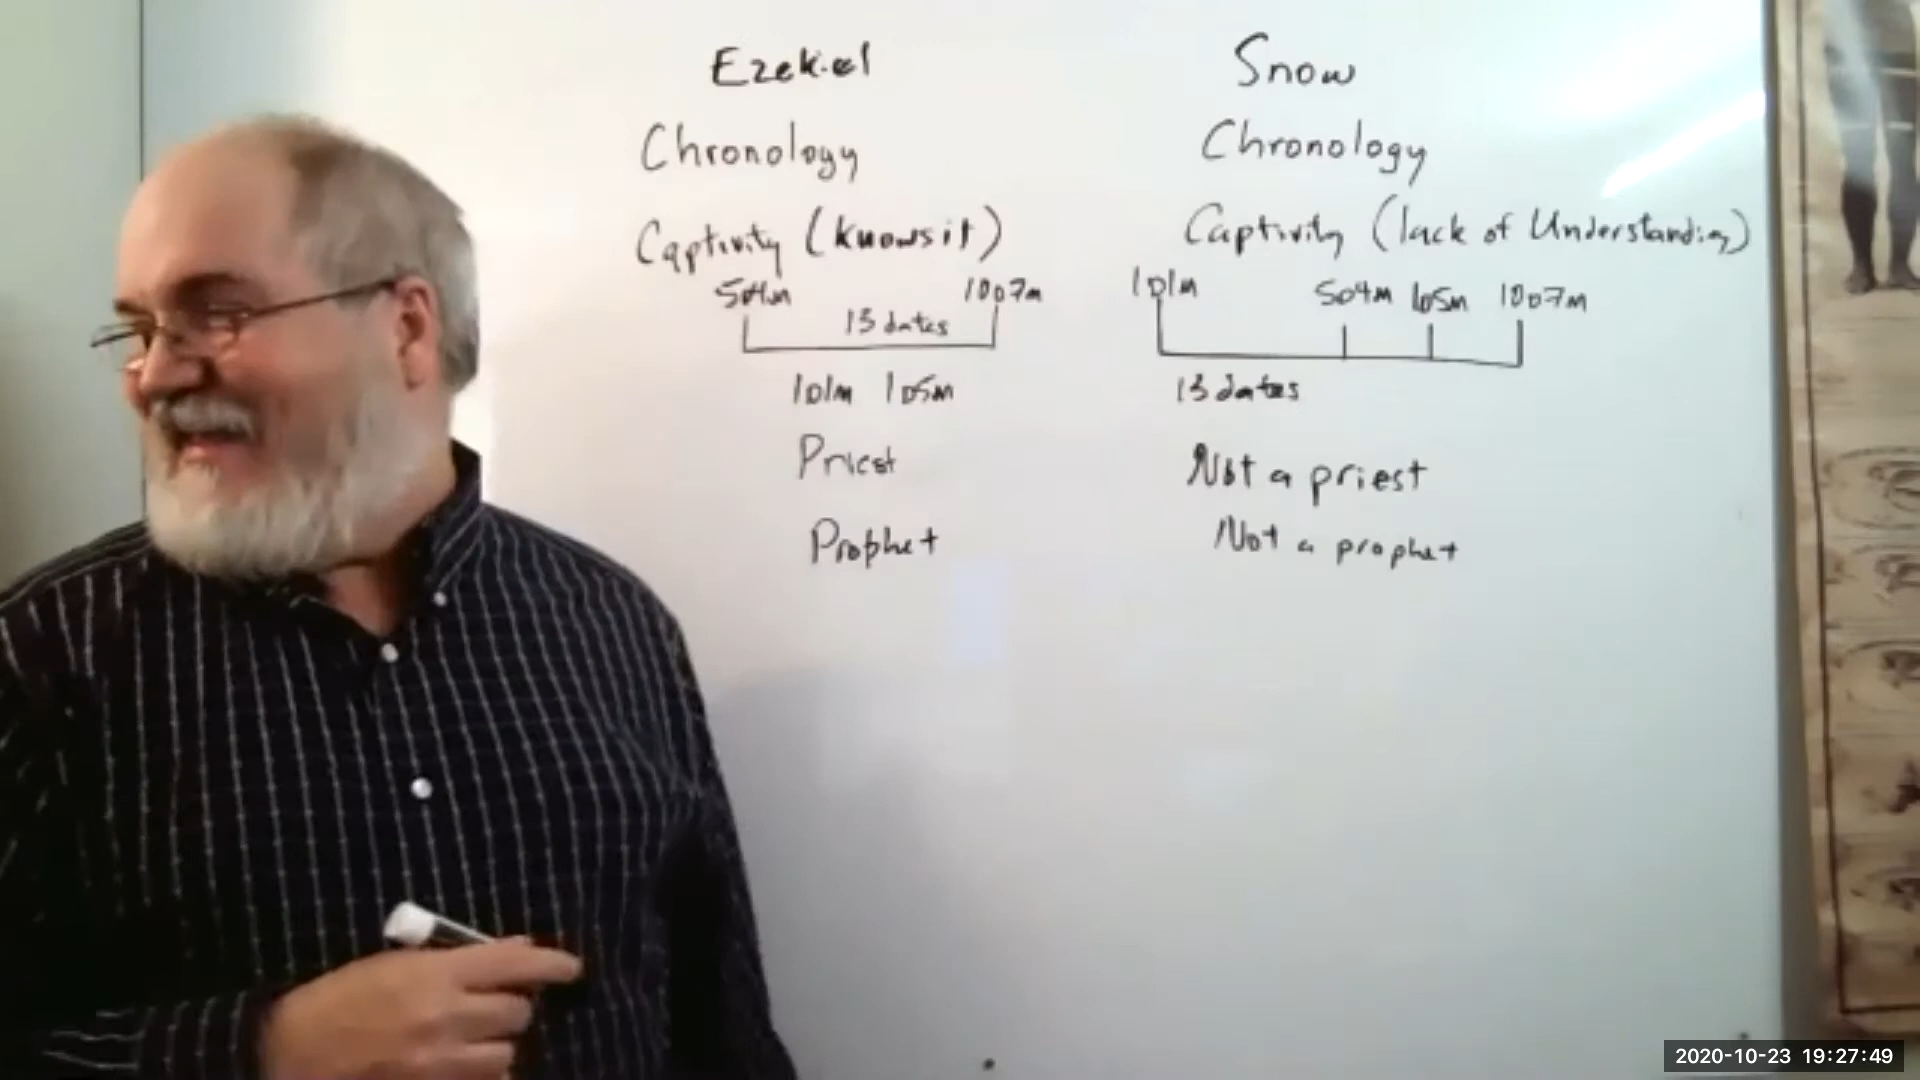 Ezekiel
Chronology
Captivity (knows it)
504m 1007m
13 dates
101m 105m
Priest
Prophet
Snow
Chronology
Captivity (lack of Understanding)
101m 504m 105m 1007m
13 dates
Not a priest
Not a prophet
2020-10-23 19:27:49